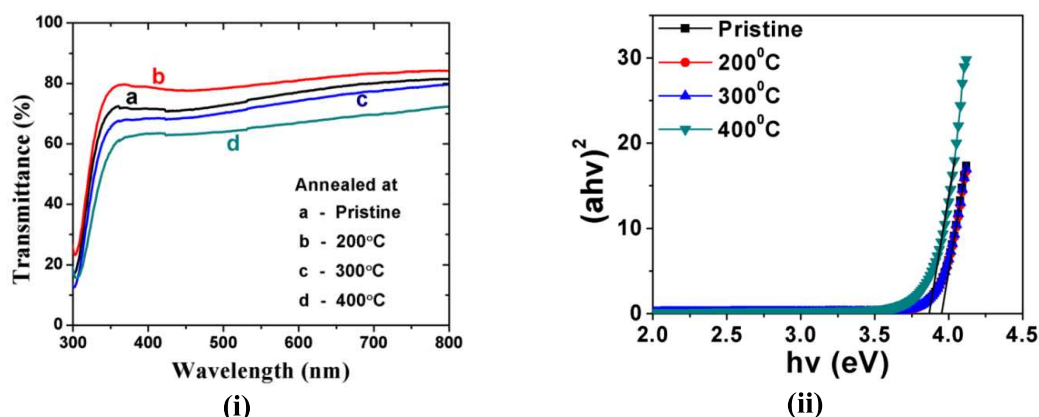 100
80
60
40
20
0
Transmittance (%)
b
a
c
d
Annealed at
a - Pristine
b - 200°C
c - 300°C
d - 400°C
300 400 500 600 700 800
Wavelength (nm)
(i)
30
20
10
0
(ahv)²
Pristine
200⁰C
300⁰C
400⁰C
2.0 2.5 3.0 3.5 4.0 4.5
hv (eV)
(ii)